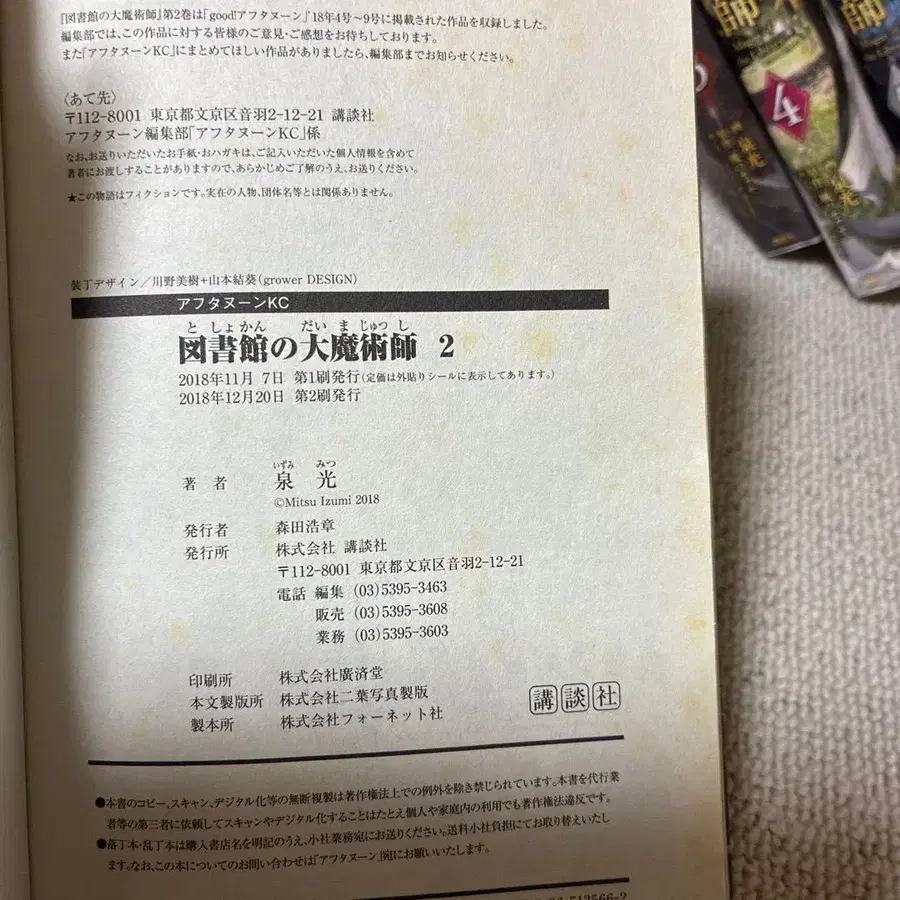 『図書館の大魔術師』第2巻は「good!アフタヌーン」'18年4号〜9号に掲載された作品を収録しました。
編集部では、この作品に対する皆様のご意見・ご感想をお待ちしております。
また「アフタヌーンKC」にまとめてほしい作品がありましたら、編集部までお知らせください。
〈あて先〉
〒112-8001 東京都文京区音羽2-12-21 講談社
アフタヌーン編集部「アフタヌーンKC」係
なお、お送りいただいたお手紙・おハガキは、ご記入いただいた個人情報を含めて
著者にお渡しすることがありますので、あらかじめご了解のうえ、お送りください。
★この物語はフィクションです。実在の人物、団体名等とは関係ありません。
装丁デザイン/川野美樹+山本結葵(grower DESIGN)
アフタヌーンKC
と しょかん だい ま じゅつ し
図書館の大魔術師 2
2018年11月 7日 第1刷発行(定価は外貼りシールに表示してあります。)
2018年12月20日 第2刷発行
いずみ みつ
著 者 泉 光
©Mitsu Izumi 2018
発行者 森田浩章
発行所 株式会社 講談社
〒112-8001 東京都文京区音羽2-12-21
電話 編集 (03)5395-3463
販売 (03)5395-3608
業務 (03)5395-3603
印刷所 株式会社廣済堂
本文製版所 株式会社二葉写真製版
製本所 株式会社フォーネット社
講談社
●本書のコピー、スキャン、デジタル化等の無断複製は著作権法上での例外を除き禁じられています。本書を代行業
者等の第三者に依頼してスキャンやデジタル化することはたとえ個人や家庭内の利用でも著作権法違反です。
●落丁本・乱丁本は購入書店名を明記のうえ、小社業務宛にお送りください。送料小社負担にてお取り替えいたし
ます。なお、この本についてのお問い合わせは「アフタヌーン」宛にお願いいたします。
師
4
師